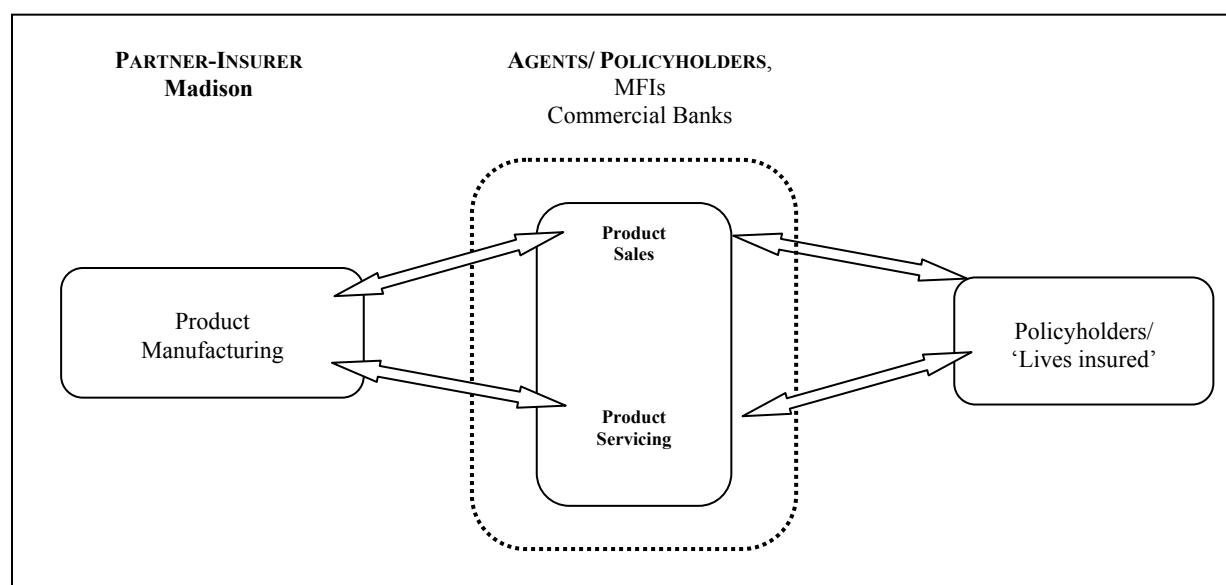 PARTNER-INSURER
Madison
AGENTS/ POLICYHOLDERS,
MFIs
Commercial Banks
Product
Sales
Product
Manufacturing
Policyholders/
‘Lives insured’
Product
Servicing